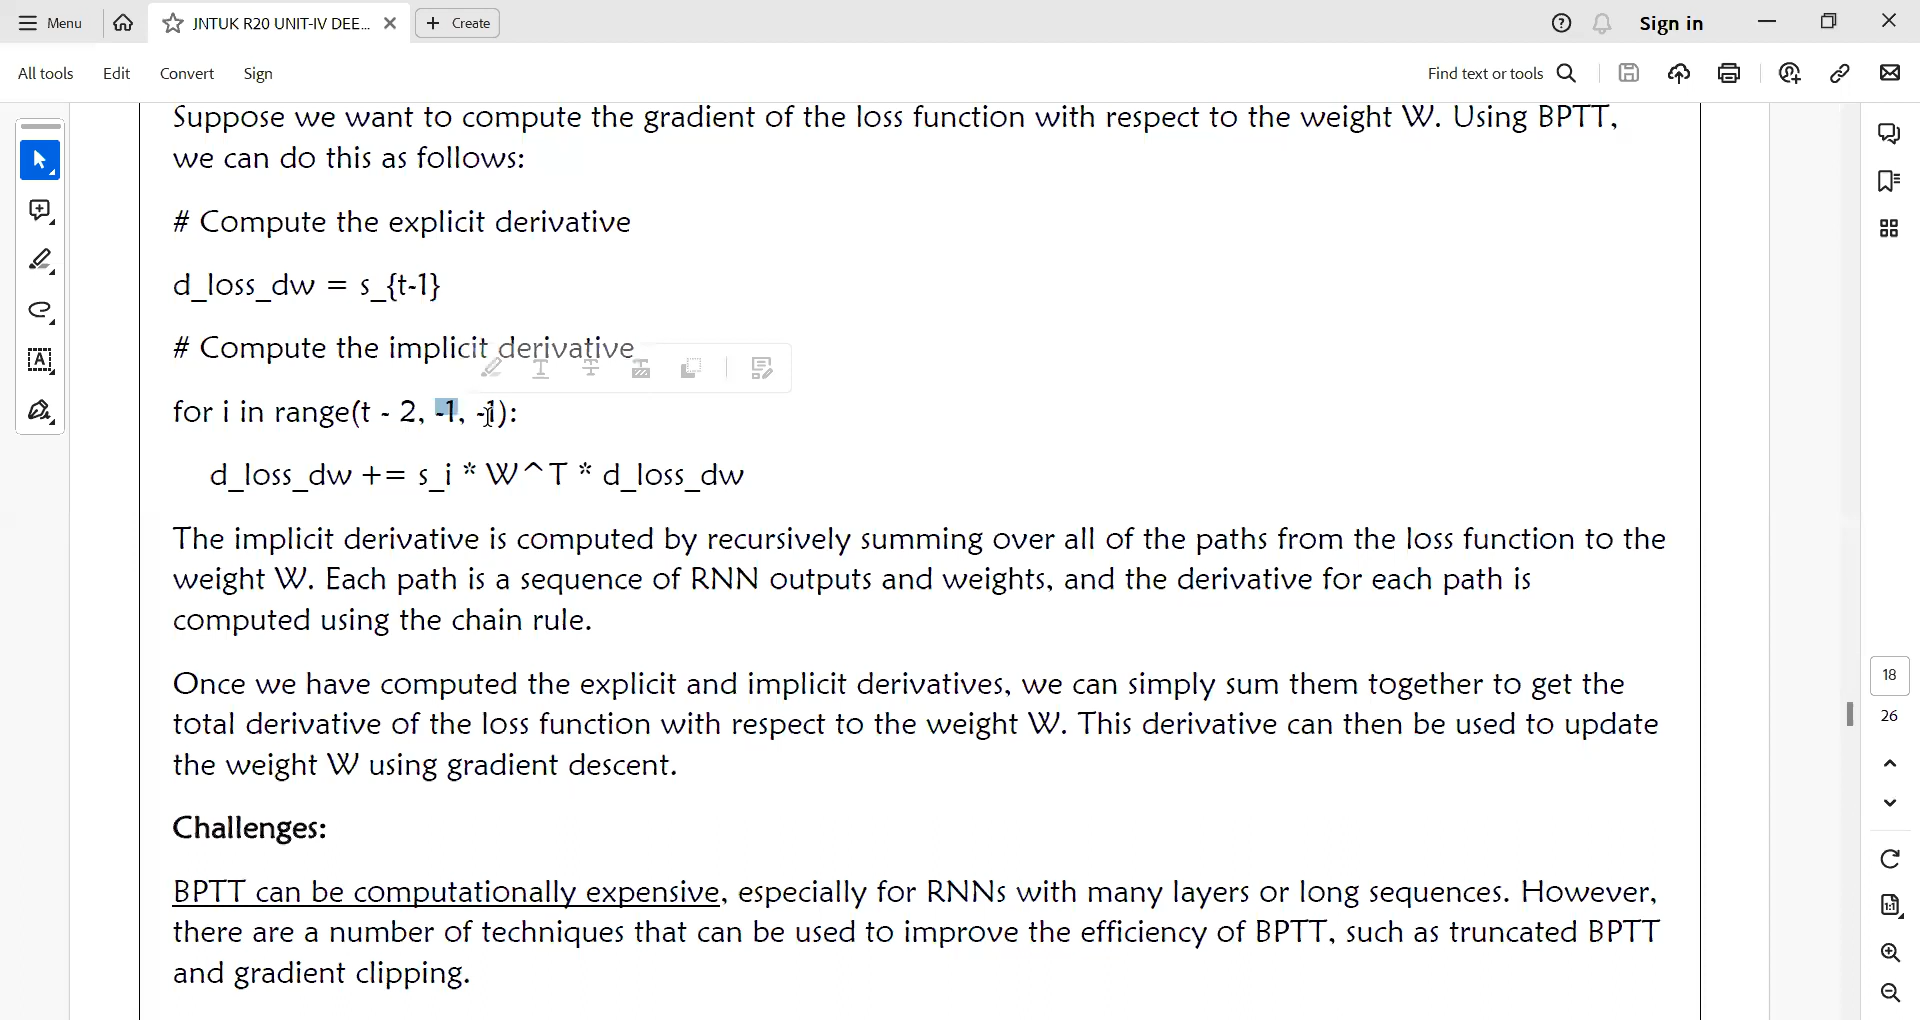 Menu
JNTUK R20 UNIT-IV DEE...
Create
Sign in
All tools
Edit
Convert
Sign
Find text or tools
Suppose we want to compute the gradient of the loss function with respect to the weight W. Using BPTT,
we can do this as follows:
# Compute the explicit derivative
d_loss_dw = s_{t-1}
# Compute the implicit derivative
for i in range(t - 2, -1, -1):
d_loss_dw += s_i * W^T * d_loss_dw
The implicit derivative is computed by recursively summing over all of the paths from the loss function to the
weight W. Each path is a sequence of RNN outputs and weights, and the derivative for each path is
computed using the chain rule.
Once we have computed the explicit and implicit derivatives, we can simply sum them together to get the
total derivative of the loss function with respect to the weight W. This derivative can then be used to update
the weight W using gradient descent.
Challenges:
BPTT can be computationally expensive, especially for RNNs with many layers or long sequences. However,
there are a number of techniques that can be used to improve the efficiency of BPTT, such as truncated BPTT
and gradient clipping.
18
26